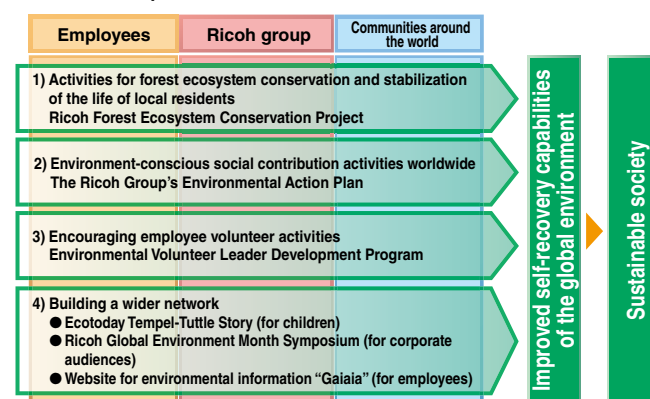 Employees
Ricoh group
Communities around
the world
1) Activities for forest ecosystem conservation and stabilization
of the life of local residents
Ricoh Forest Ecosystem Conservation Project
2) Environment-conscious social contribution activities worldwide
The Ricoh Group's Environmental Action Plan
3) Encouraging employee volunteer activities
Environmental Volunteer Leader Development Program
4) Building a wider network
● Ecotoday Tempel-Tuttle Story (for children)
● Ricoh Global Environment Month Symposium (for corporate
audiences)
● Website for environmental information “Gaiaia” (for employees)
Improved self-recovery capabilities
of the global environment
Sustainable society